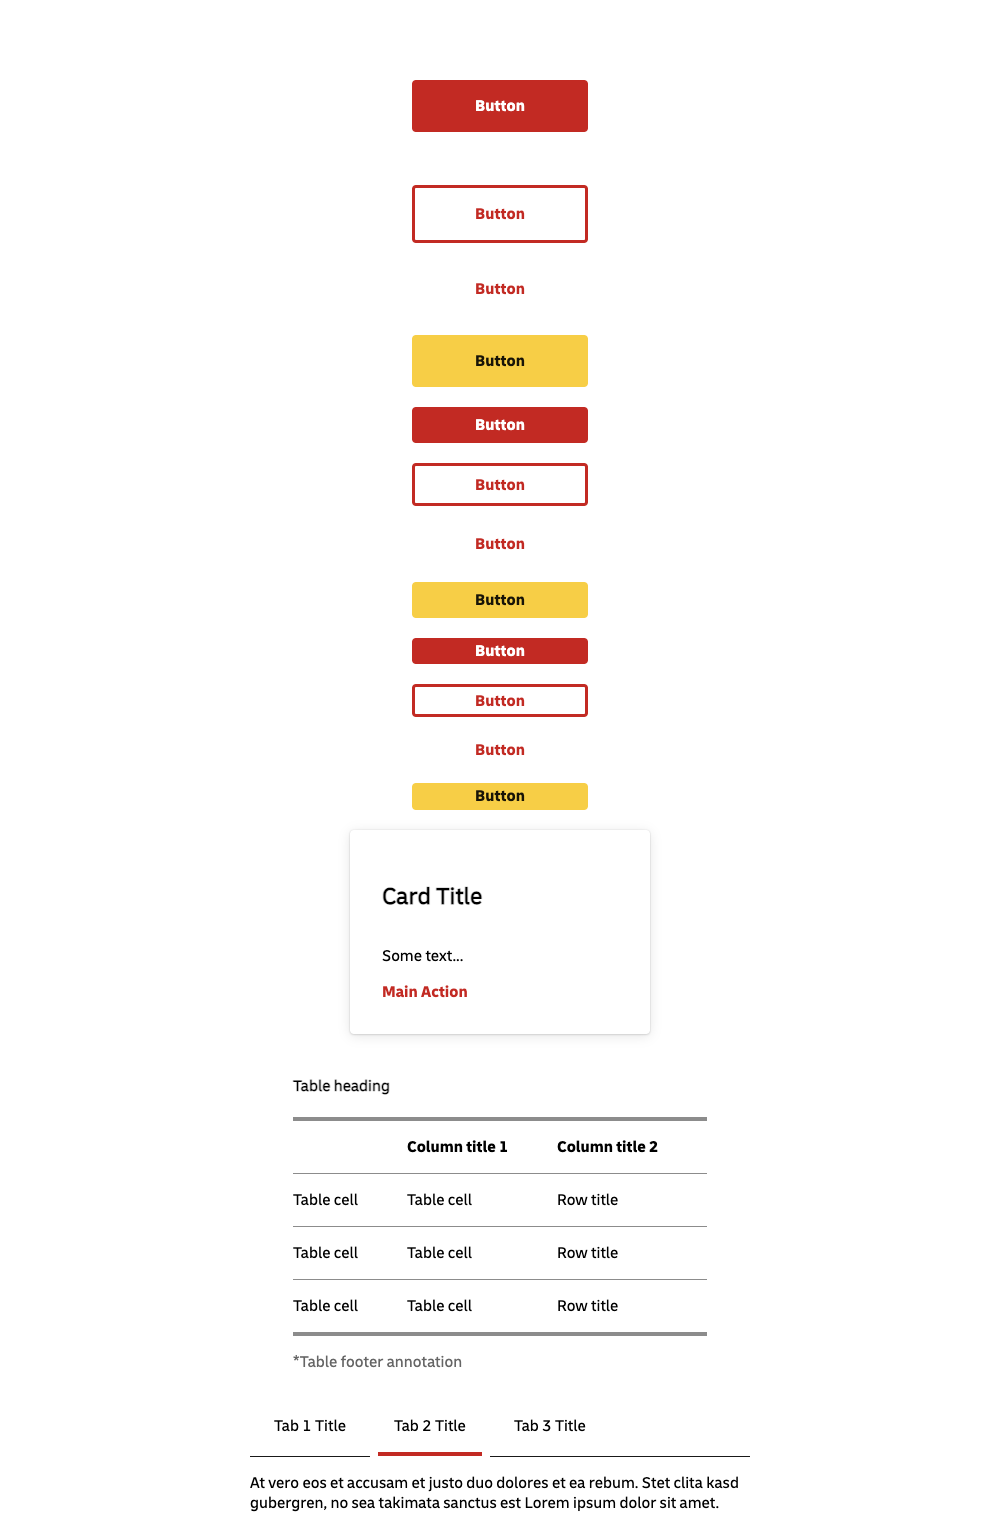 Button
Button
Button
Button
Button
Button
Button
Button
Button
Button
Button
Button
Card Title
Some text...
Main Action
Table heading
Column title 1 Column title 2
Table cell Table cell Row title
Table cell Table cell Row title
Table cell Table cell Row title
*Table footer annotation
Tab 1 Title Tab 2 Title Tab 3 Title
At vero eos et accusam et justo duo dolores et ea rebum. Stet clita kasd
gubergren, no sea takimata sanctus est Lorem ipsum dolor sit amet.